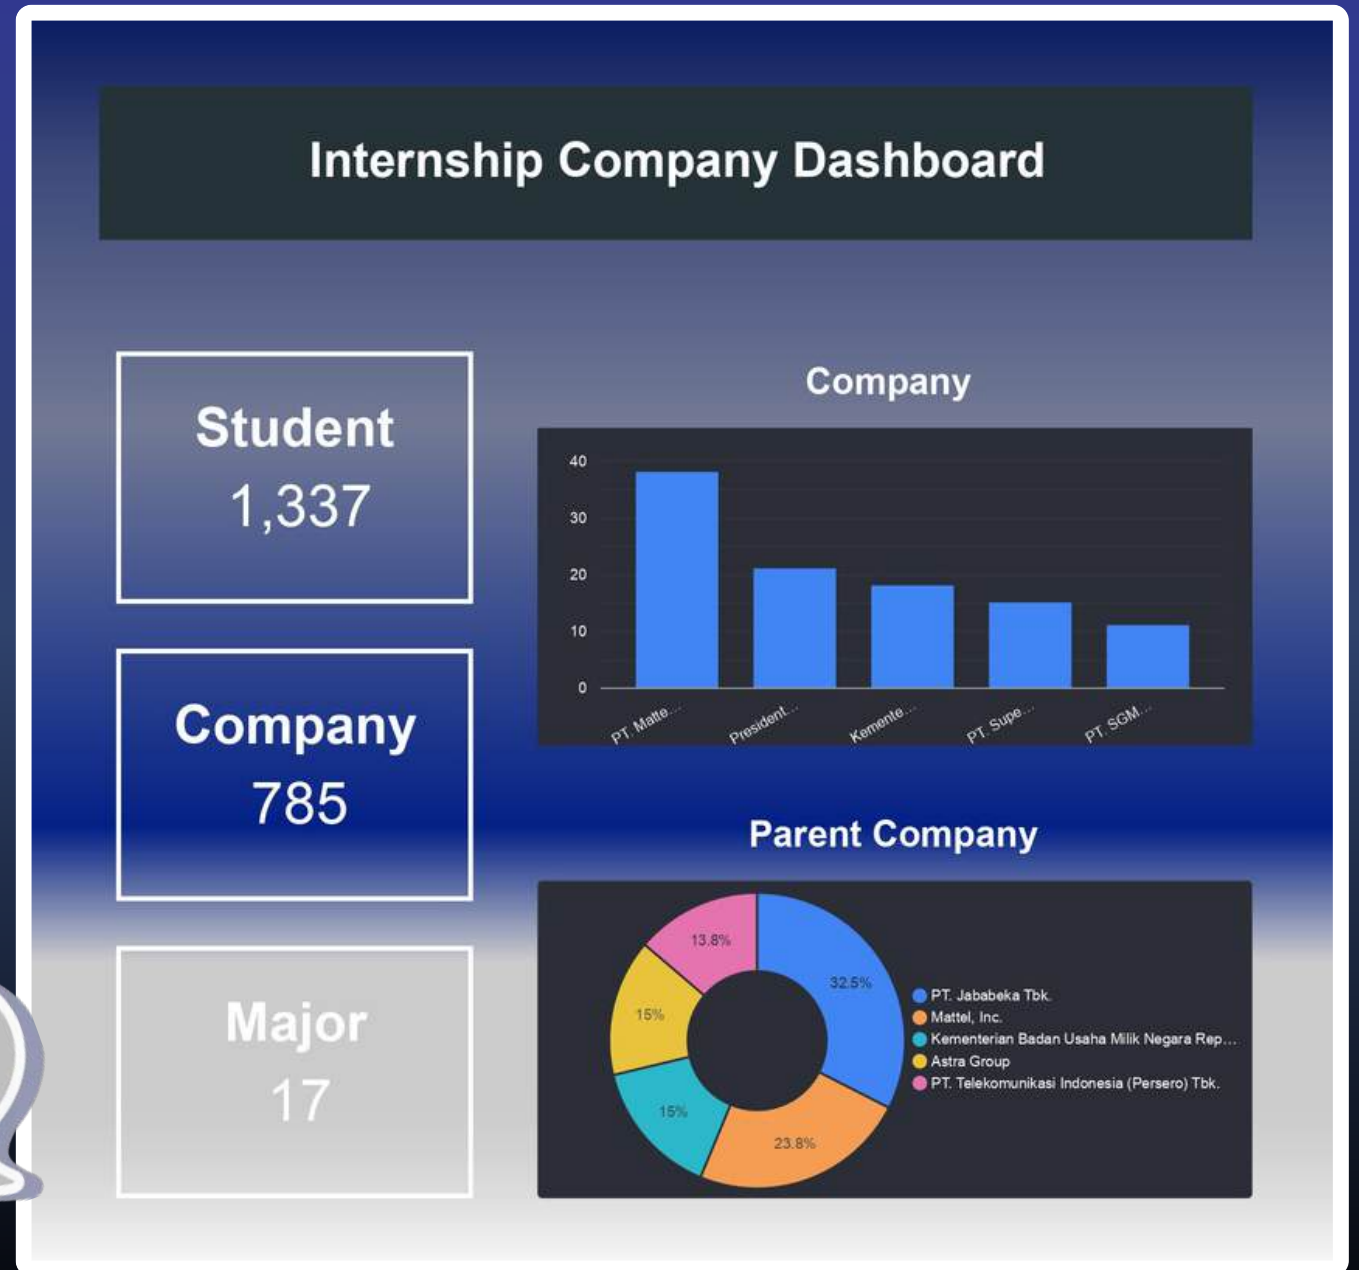 Internship Company Dashboard
Student
1,337
Company
785
Major
17
Company
40
30
20
10
0
PT. Matte...
President...
Kemente...
PT. Supe...
PT. SGM...
Parent Company
13.8%
32.5%
15%
15%
23.8%
PT. Jababeka Tbk.
Mattel, Inc.
Kementerian Badan Usaha Milik Negara Rep...
Astra Group
PT. Telekomunikasi Indonesia (Persero) Tbk.